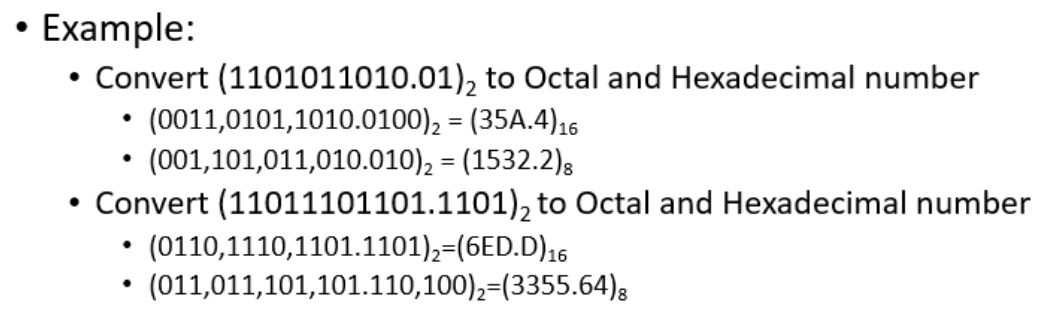 • Example:
• Convert (1101011010.01)₂ to Octal and Hexadecimal number
• (0011,0101,1010.0100)₂ = (35A.4)₁₆
• (001,101,011,010.010)₂ = (1532.2)₈
• Convert (11011101101.1101)₂ to Octal and Hexadecimal number
• (0110,1110,1101.1101)₂=(6ED.D)₁₆
• (011,011,101,101.110,100)₂=(3355.64)₈